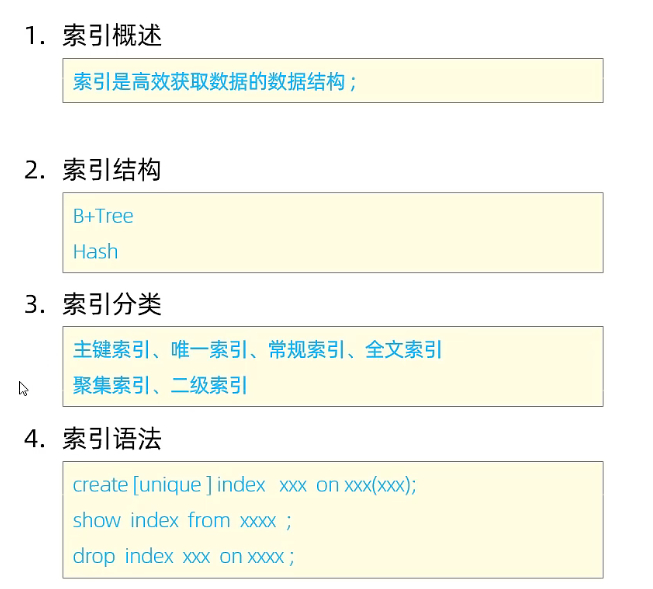 1. 索引概述
索引是高效获取数据的数据结构 ;
2. 索引结构
B+Tree
Hash
3. 索引分类
主键索引、唯一索引、常规索引、全文索引
聚集索引、二级索引
4. 索引语法
create [unique ] index xxx on xxx(xxx);
show index from xxxx ;
drop index xxx on xxxx ;